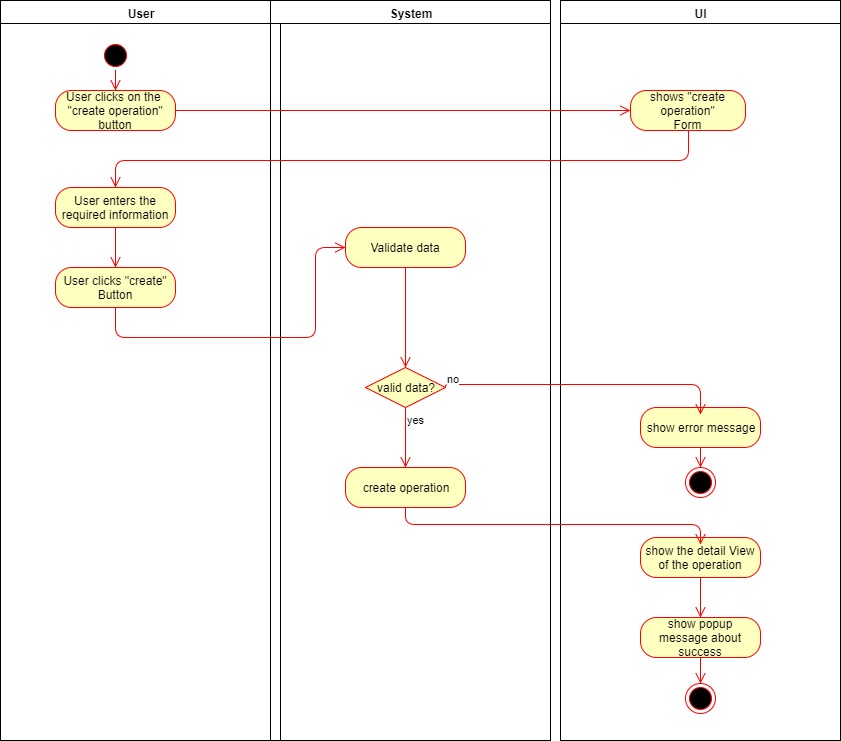 User
System
UI
User clicks on the
"create operation"
button
shows "create
operation"
Form
User enters the
required information
Validate data
User clicks "create"
Button
valid data?
no
yes
show error message
create operation
show the detail View
of the operation
show popup
message about
success